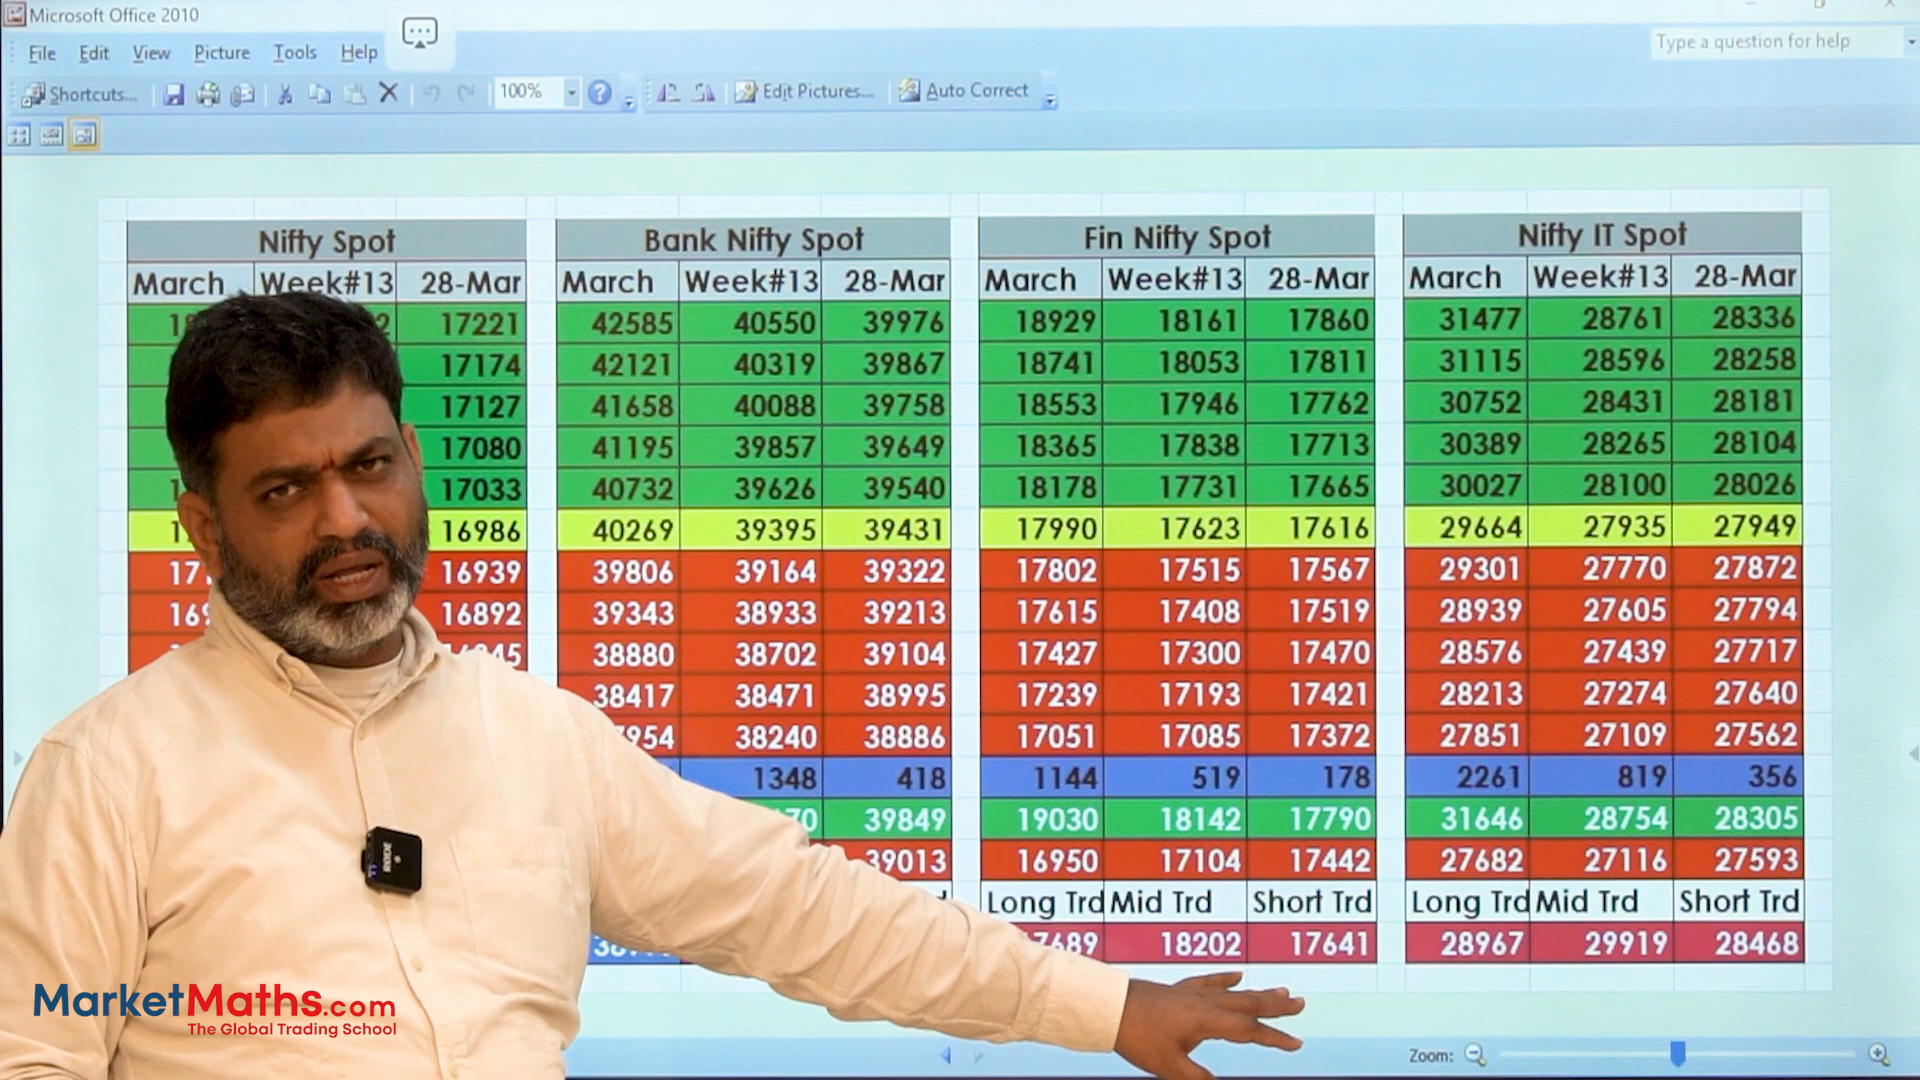 Microsoft Office 2010
File Edit View Picture Tools Help
Type a question for help
Shortcuts... 100% Edit Pictures... Auto Correct
Nifty Spot Bank Nifty Spot Fin Nifty Spot Nifty IT Spot
March Week#13 28-Mar March Week#13 28-Mar March Week#13 28-Mar March Week#13 28-Mar
17221 42585 40550 39976 18929 18161 17860 31477 28761 28336
17174 42121 40319 39867 18741 18053 17811 31115 28596 28258
17127 41658 40088 39758 18553 17946 17762 30752 28431 28181
17080 41195 39857 39649 18365 17838 17713 30389 28265 28104
17033 40732 39626 39540 18178 17731 17665 30027 28100 28026
16986 40269 39395 39431 17990 17623 17616 29664 27935 27949
16939 39806 39164 39322 17802 17515 17567 29301 27770 27872
16892 39343 38933 39213 17615 17408 17519 28939 27605 27794
38880 38702 39104 17427 17300 17470 28576 27439 27717
38417 38471 38995 17239 17193 17421 28213 27274 27640
38240 38886 17051 17085 17372 27851 27109 27562
1348 418 1144 519 178 2261 819 356
39849 19030 18142 17790 31646 28754 28305
39013 16950 17104 17442 27682 27116 27593
Long Trd Mid Trd Short Trd Long Trd Mid Trd Short Trd
18202 17641 28967 29919 28468
MarketMaths.com
The Global Trading School
Zoom: